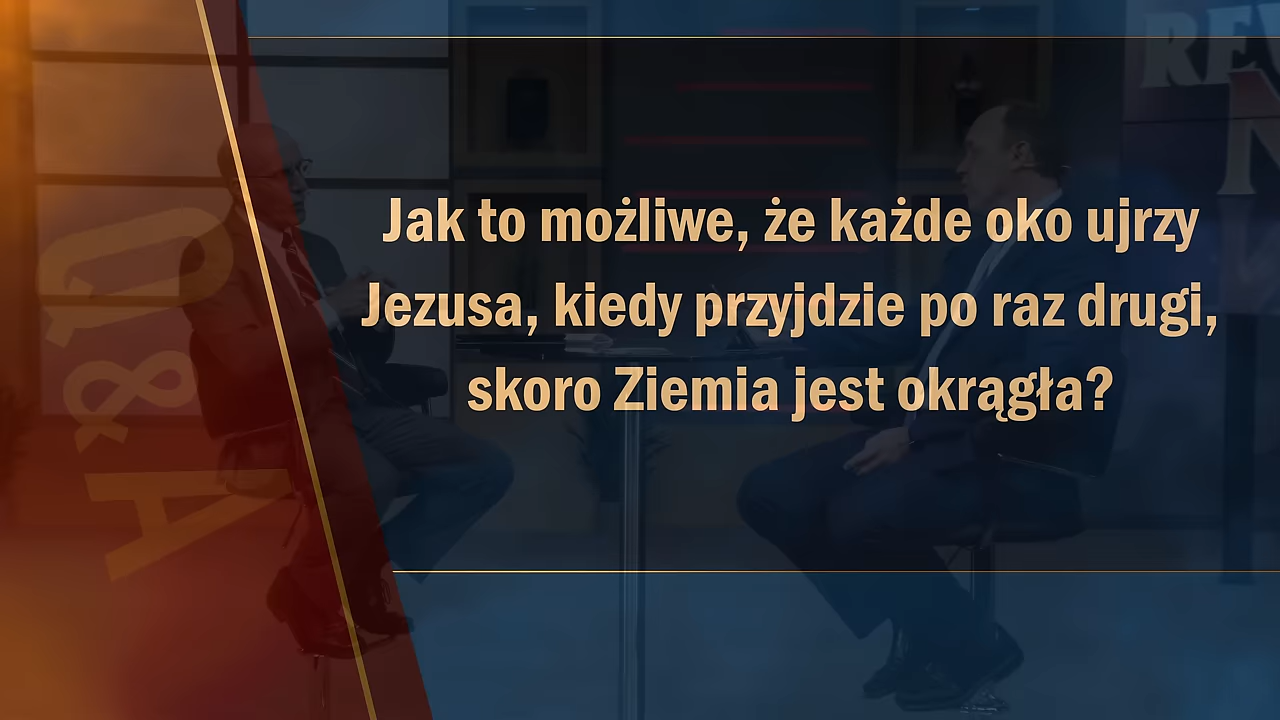 Jak to możliwe, że każde oko ujrzy
Jezusa, kiedy przyjdzie po raz drugi,
skoro Ziemia jest okrągła?
Q&A